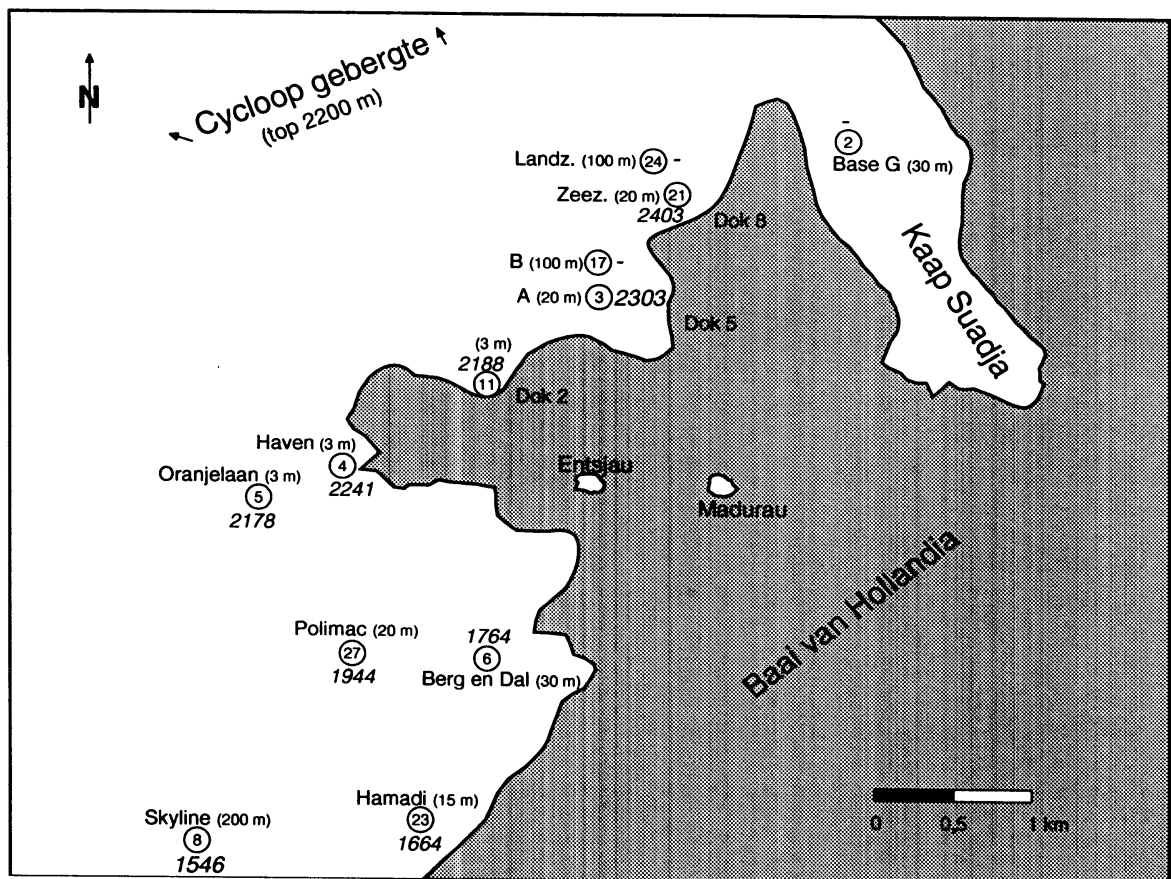 N
Cycloop gebergte
(top 2200 m)
-
2
Base G (30 m)
Landz. (100 m) 24 -
Zeez. (20 m) 21
2403
Dok 8
Kaap Suadja
B (100 m) 17 -
A (20 m) 3 2303
Dok 5
(3 m)
2188
11
Dok 2
Haven (3 m)
4
2241
Oranjelaan (3 m)
5
2178
Entsjau
Madurau
Baai van Hollandia
Polimac (20 m)
27
1944
1764
6
Berg en Dal (30 m)
Hamadi (15 m)
23
1664
Skyline (200 m)
8
1546
0 0,5 1 km